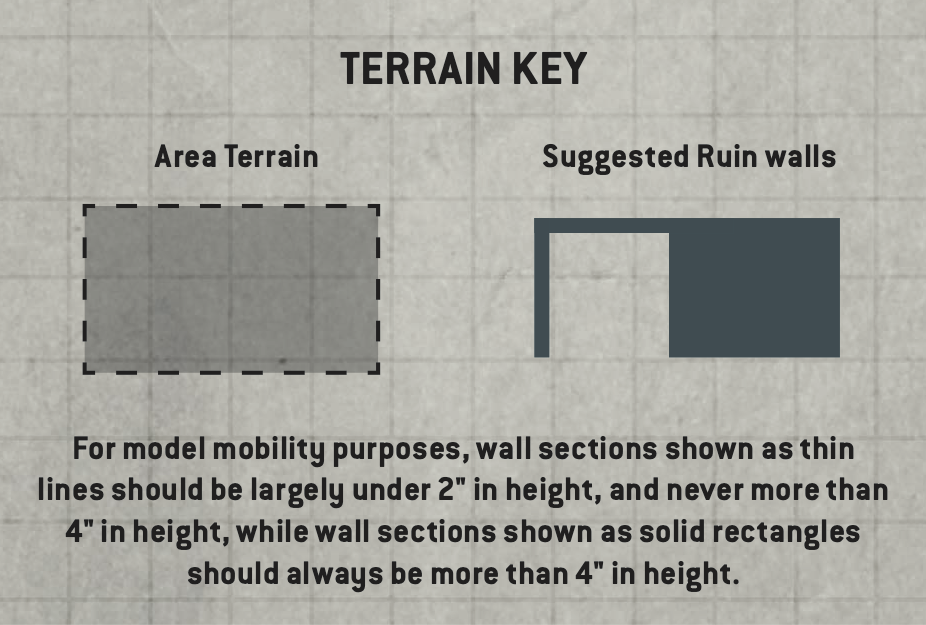 TERRAIN KEY
Area Terrain
Suggested Ruin walls
For model mobility purposes, wall sections shown as thin
lines should be largely under 2" in height, and never more than
4" in height, while wall sections shown as solid rectangles
should always be more than 4" in height.